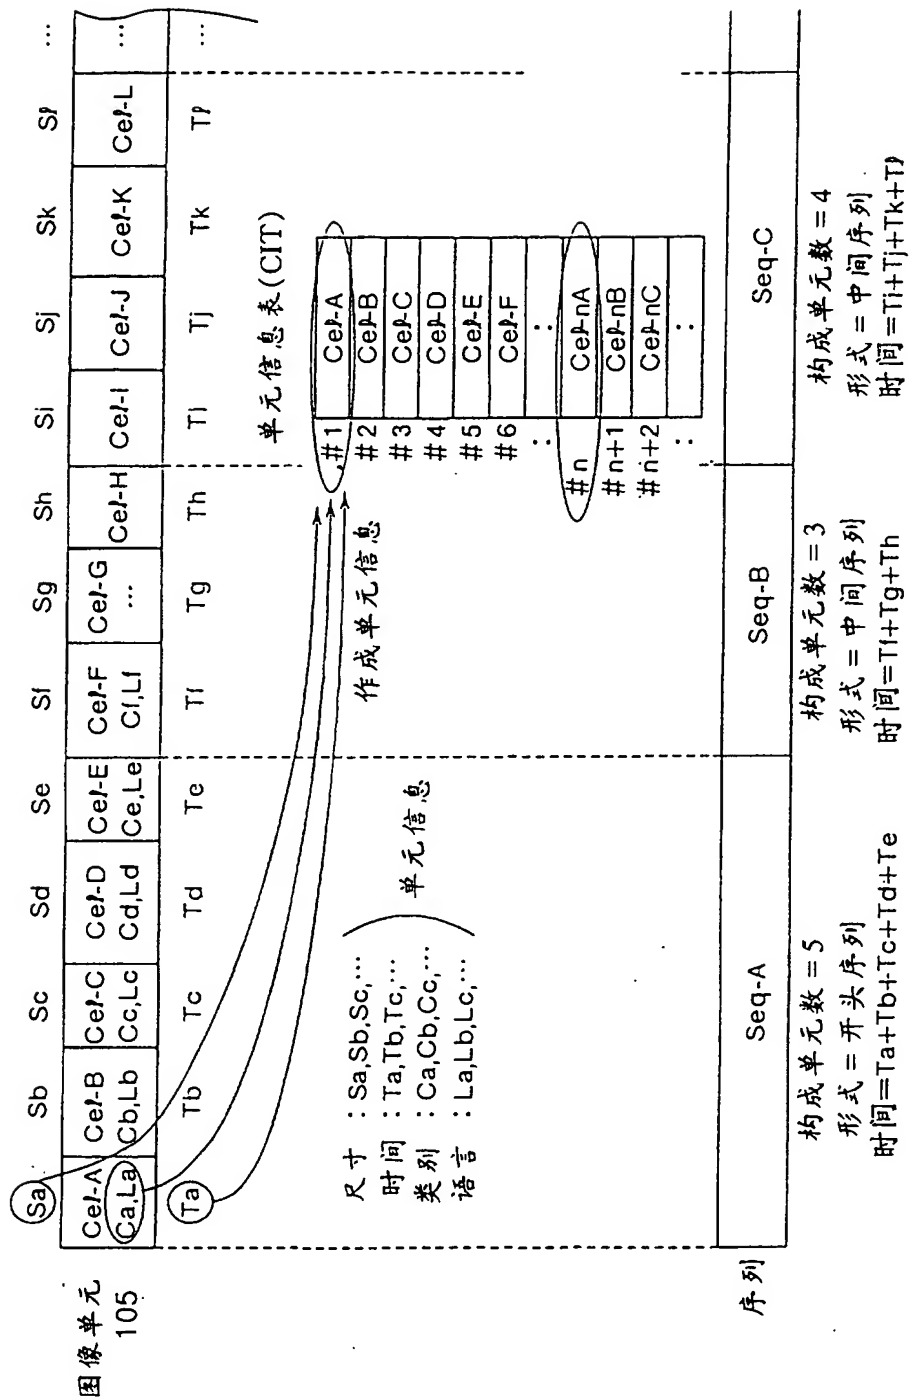 Sa Sb Sc Sd Se Sf Sg Sh Si Sj Sk Sℓ …
图像单元 105
Ceℓ-A Ceℓ-B Ceℓ-C Ceℓ-D Ceℓ-E Ceℓ-F Ceℓ-G Ceℓ-H Ceℓ-I Ceℓ-J Ceℓ-K Ceℓ-L …
Ca,La Cb,Lb Cc,Lc Cd,Ld Ce,Le Cf,Lf …
Ta Tb Tc Td Te Tf Tg Th Ti Tj Tk Tℓ …
单元信息表(CIT)
#1 Ceℓ-A
#2 Ceℓ-B
#3 Ceℓ-C
#4 Ceℓ-D
#5 Ceℓ-E
#6 Ceℓ-F
: :
#n Ceℓ-nA
#n+1 Ceℓ-nB
#n+2 Ceℓ-nC
: :
作成单元信息
尺寸 :Sa,Sb,Sc,…
时间 :Ta,Tb,Tc,…
类别 :Ca,Cb,Cc,…
语言 :La,Lb,Lc,…
单元信息
序列
Seq-A
Seq-B
Seq-C
构成单元数=5
形式=开头序列
时间=Ta+Tb+Tc+Td+Te
构成单元数=3
形式=中间序列
时间=Tf+Tg+Th
构成单元数=4
形式=中间序列
时间=Ti+Tj+Tk+Tℓ